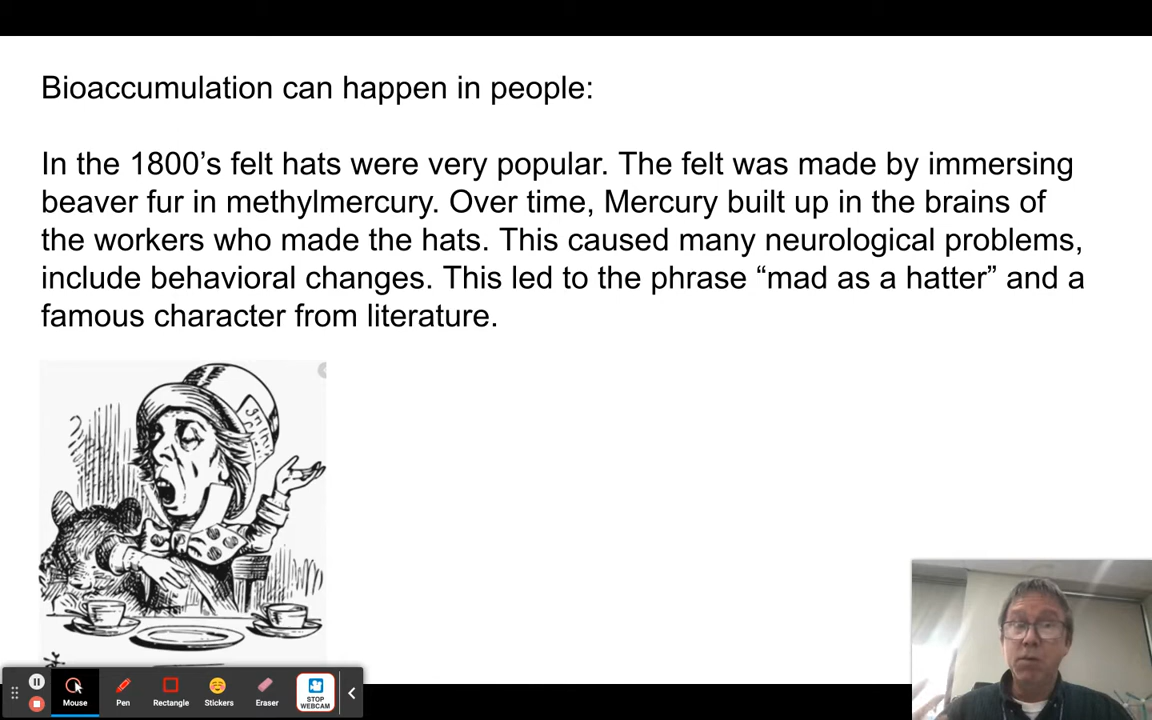 Bioaccumulation can happen in people:
In the 1800's felt hats were very popular. The felt was made by immersing
beaver fur in methylmercury. Over time, Mercury built up in the brains of
the workers who made the hats. This caused many neurological problems,
include behavioral changes. This led to the phrase “mad as a hatter” and a
famous character from literature.
Mouse
Pen
Rectangle
Stickers
Eraser
STOP
WEBCAM